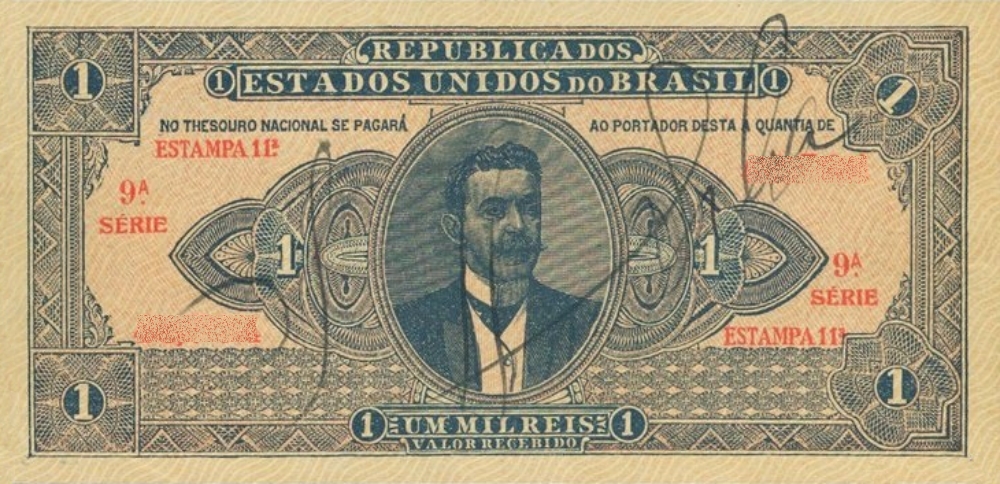 REPUBLICA DOS
1 ESTADOS UNIDOS DO BRASIL 1
1
1
NO THESOURO NACIONAL SE PAGARÁ
AO PORTADOR DESTA A QUANTIA DE
ESTAMPA 11ª
9ª
SÉRIE
1
1
9ª
SÉRIE
ESTAMPA 11ª
1
1
1 UM MIL REIS 1
VALOR RECEBIDO